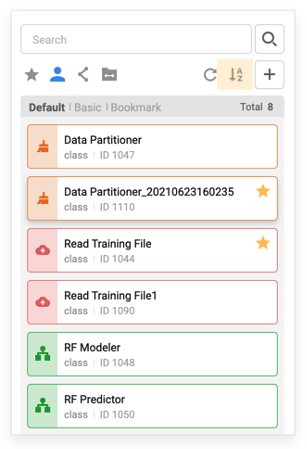 Search
A
Z
Default | Basic | Bookmark Total 8
Data Partitioner
class | ID 1047
Data Partitioner_20210623160235
class | ID 1110
Read Training File
class | ID 1044
Read Training File1
class | ID 1090
RF Modeler
class | ID 1048
RF Predictor
class | ID 1050